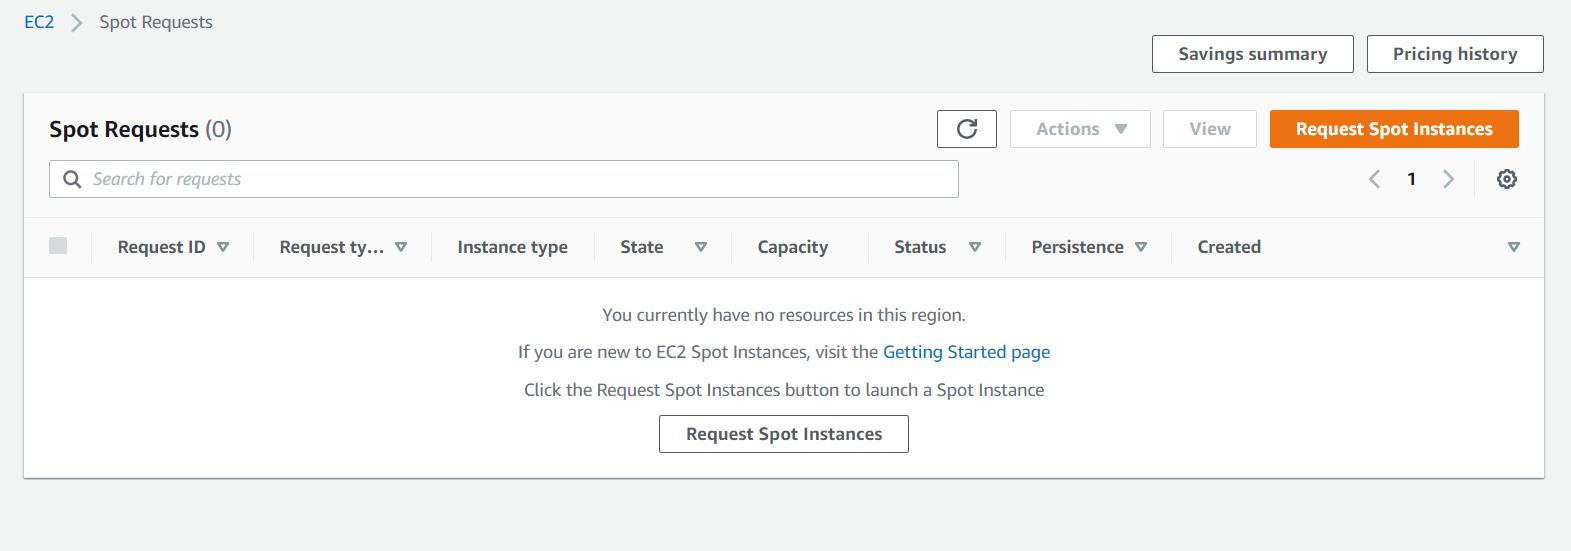 EC2 Spot Requests
Savings summary Pricing history
Spot Requests (0) Actions View Request Spot Instances
Search for requests 1
Request ID Request ty... Instance type State Capacity Status Persistence Created
You currently have no resources in this region.
If you are new to EC2 Spot Instances, visit the Getting Started page
Click the Request Spot Instances button to launch a Spot Instance
Request Spot Instances